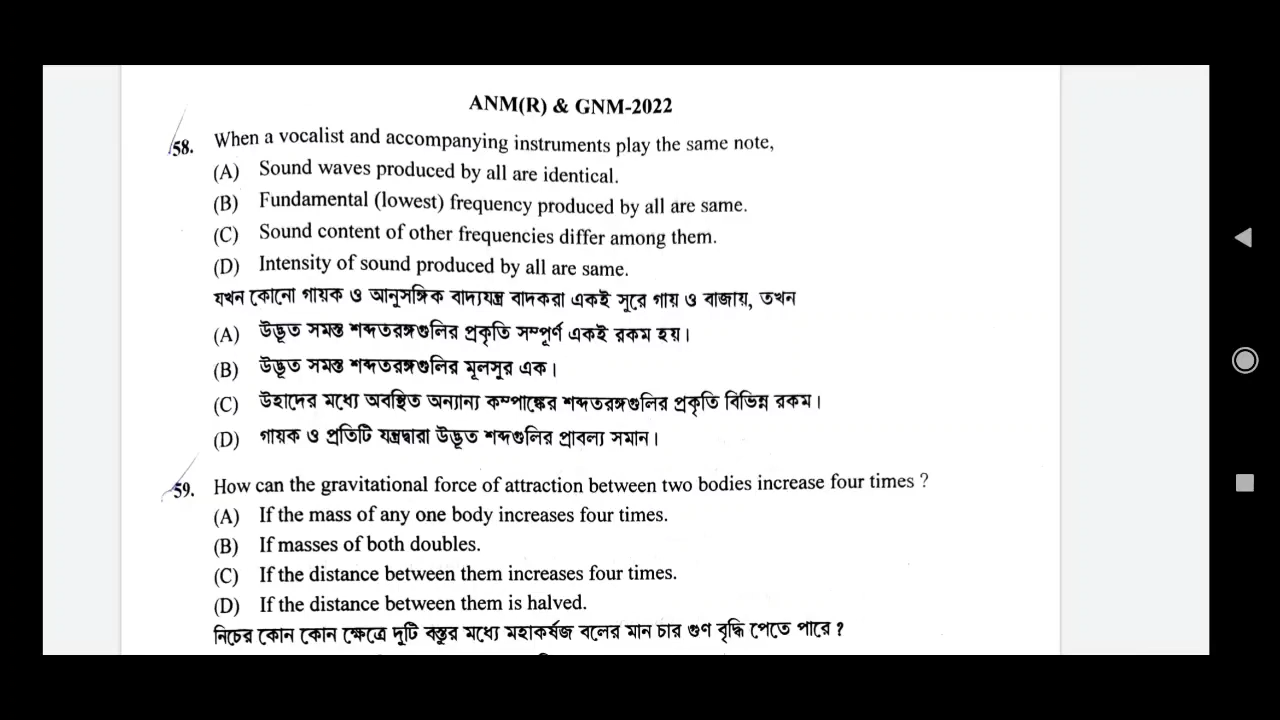 ANM(R) & GNM-2022
58. When a vocalist and accompanying instruments play the same note,
(A) Sound waves produced by all are identical.
(B) Fundamental (lowest) frequency produced by all are same.
(C) Sound content of other frequencies differ among them.
(D) Intensity of sound produced by all are same.
যখন কোনো গায়ক ও আনুসঙ্গিক বাদ্যযন্ত্র বাদকরা একই সুরে গায় ও বাজায়, তখন
(A) উদ্ভূত সমস্ত শব্দতরঙ্গগুলির প্রকৃতি সম্পূর্ণ একই রকম হয়।
(B) উদ্ভূত সমস্ত শব্দতরঙ্গগুলির মূলসুর এক।
(C) উহাদের মধ্যে অবস্থিত অন্যান্য কম্পাঙ্কের শব্দতরঙ্গগুলির প্রকৃতি বিভিন্ন রকম।
(D) গায়ক ও প্রতিটি যন্ত্রদ্বারা উদ্ভূত শব্দগুলির প্রাবল্য সমান।
59. How can the gravitational force of attraction between two bodies increase four times ?
(A) If the mass of any one body increases four times.
(B) If masses of both doubles.
(C) If the distance between them increases four times.
(D) If the distance between them is halved.
নিচের কোন কোন ক্ষেত্রে দুটি বস্তুর মধ্যে মহাকর্ষজ বলের মান চার গুণ বৃদ্ধি পেতে পারে ?